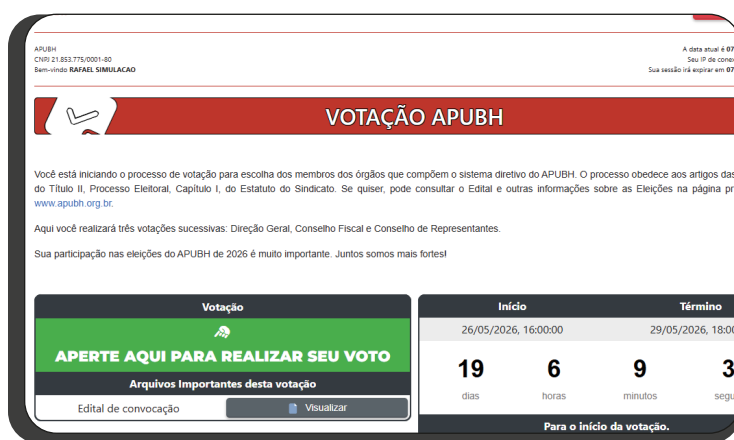 APUBH
CNPJ 21.853.775/0001-80
Bem-vindo RAFAEL SIMULACAO
A data atual é 07
Seu IP de cone
Sua sessão irá expirar em 07
VOTAÇÃO APUBH
Você está iniciando o processo de votação para escolha dos membros dos órgãos que compõem o sistema diretivo do APUBH. O processo obedece aos artigos das
do Título II, Processo Eleitoral, Capítulo I, do Estatuto do Sindicato. Se quiser, pode consultar o Edital e outras informações sobre as Eleições na página pr
www.apubh.org.br.
Aqui você realizará três votações sucessivas: Direção Geral, Conselho Fiscal e Conselho de Representantes.
Sua participação nas eleições do APUBH de 2026 é muito importante. Juntos somos mais fortes!
Votação
APERTE AQUI PARA REALIZAR SEU VOTO
Arquivos Importantes desta votação
Edital de convocação
Visualizar
Início Término
26/05/2026, 16:00:00 29/05/2026, 18:00
19 6 9 3
dias horas minutos segu
Para o início da votação.